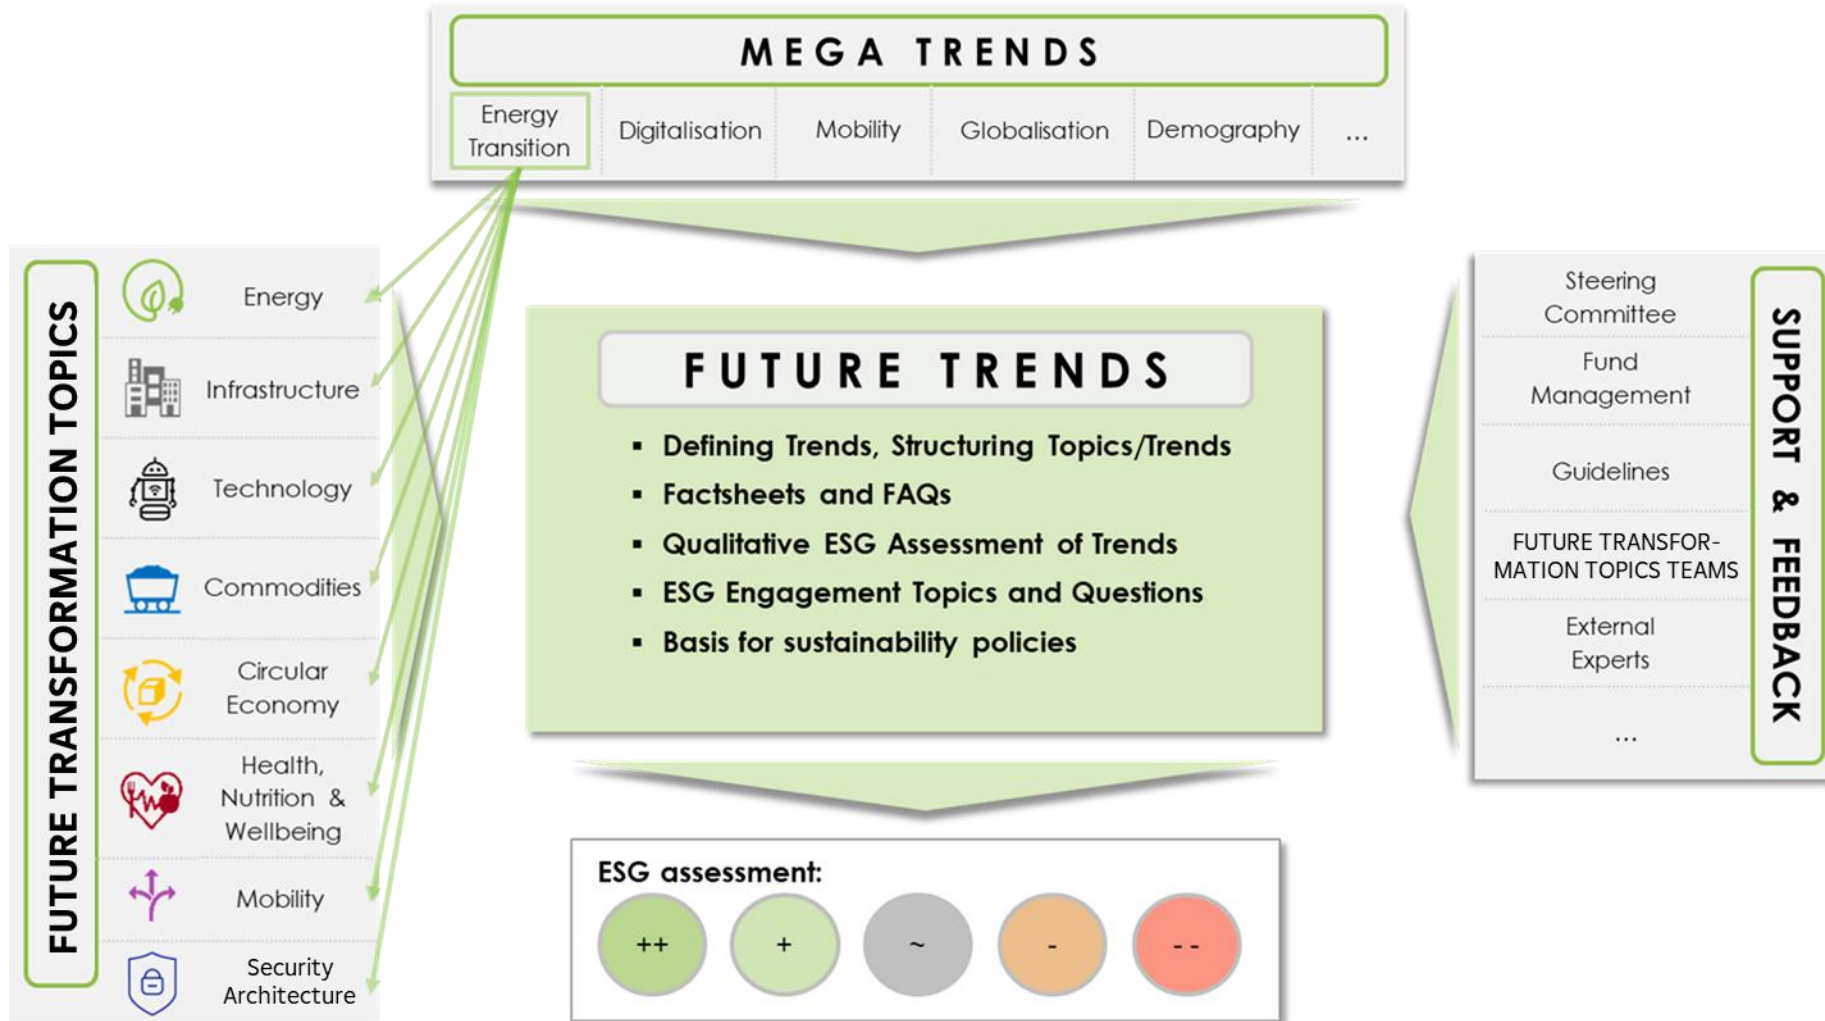 MEGA TRENDS
Energy
Transition
Digitalisation
Mobility
Globalisation
Demography
...
FUTURE TRANSFORMATION TOPICS
Energy
Infrastructure
Technology
Commodities
Circular
Economy
Health,
Nutrition &
Wellbeing
Mobility
Security
Architecture
FUTURE TRENDS
▪ Defining Trends, Structuring Topics/Trends
▪ Factsheets and FAQs
▪ Qualitative ESG Assessment of Trends
▪ ESG Engagement Topics and Questions
▪ Basis for sustainability policies
Steering
Committee
Fund
Management
Guidelines
FUTURE TRANSFOR-
MATION TOPICS TEAMS
External
Experts
...
SUPPORT & FEEDBACK
ESG assessment:
++
+
~
-
--